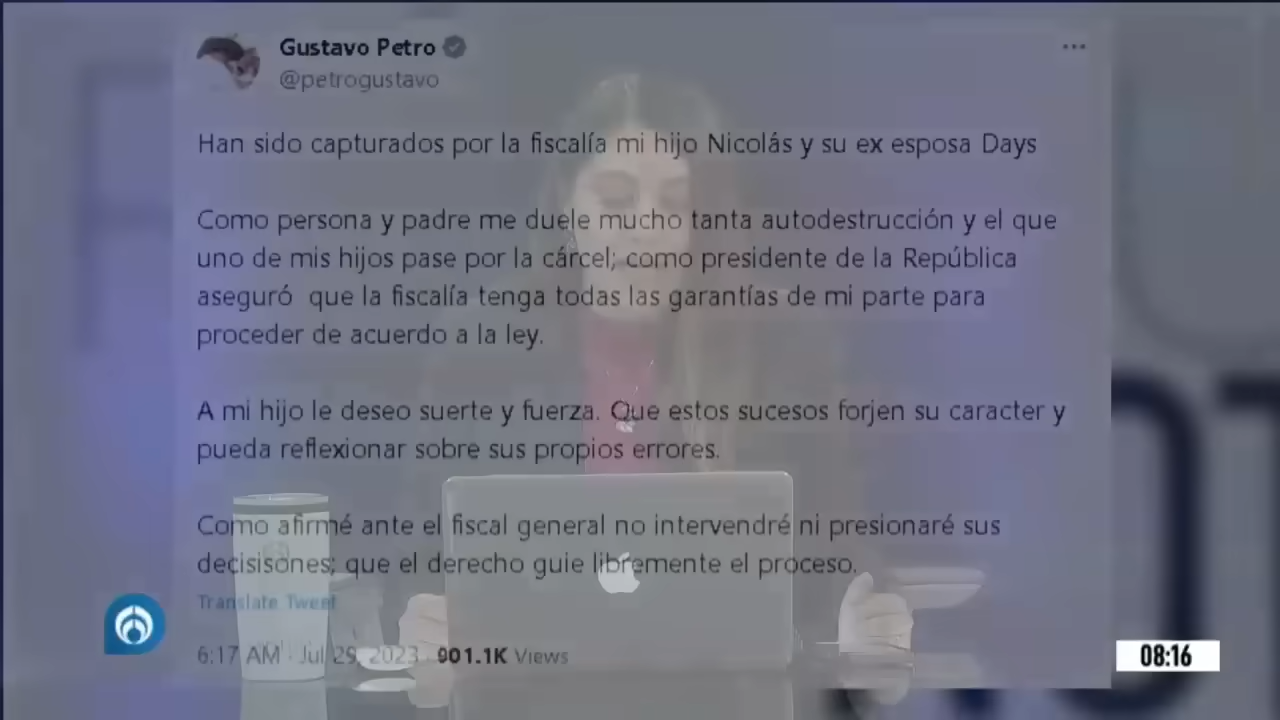 Gustavo Petro
@petrogustavo
Han sido capturados por la fiscalía mi hijo Nicolás y su ex esposa Days
Como persona y padre me duele mucho tanta autodestrucción y el que
uno de mis hijos pase por la cárcel; como presidente de la República
aseguró que la fiscalía tenga todas las garantías de mi parte para
proceder de acuerdo a la ley.
A mi hijo le deseo suerte y fuerza. Que estos sucesos forjen su caracter y
pueda reflexionar sobre sus propios errores.
Como afirmé ante el fiscal general no intervendré ni presionaré sus
decisisones; que el derecho guie libremente el proceso.
Translate Tweet
6:17 AM · Jul 29, 2023 · 901.1K Views
08:16